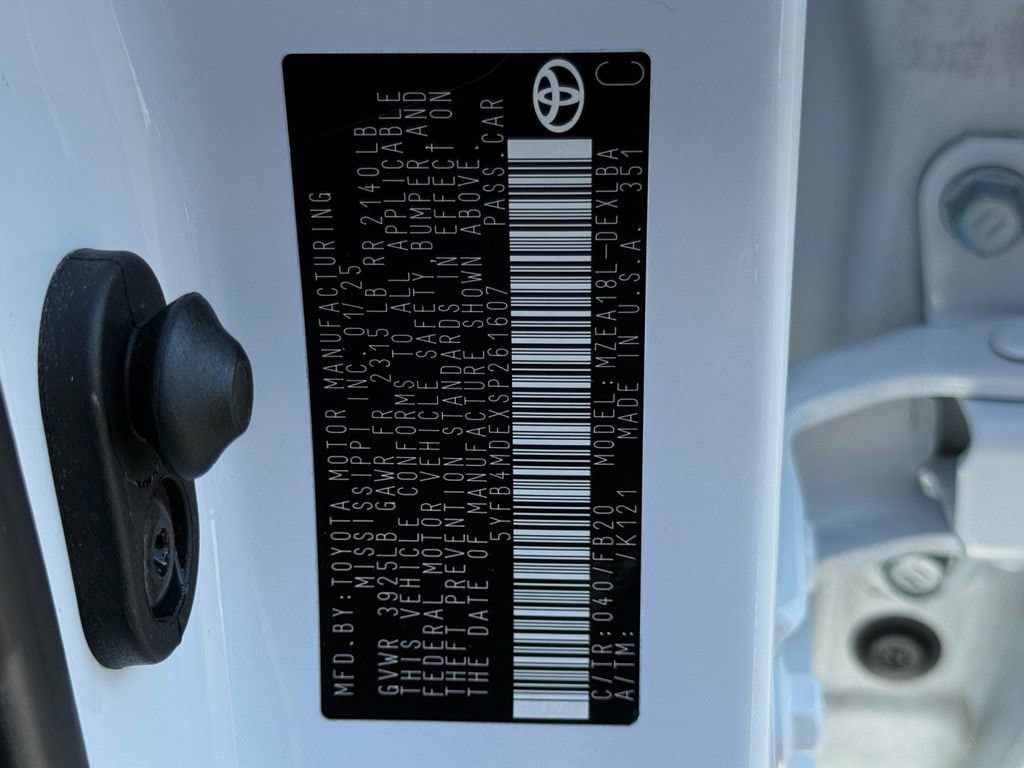 MFD.BY:TOYOTA MOTOR MANUFACTURING
MISSISSIPPI INC. 01/25
GVWR 3925LB GAWR FR 2315 LB RR 2140LB
THIS VEHICLE CONFORMS TO ALL APPLICABLE
FEDERAL MOTOR VEHICLE SAFETY, BUMPER AND
THEFT PREVENTION STANDARDS IN EFFECT ON
THE DATE OF MANUFACTURE SHOWN ABOVE.
5YFB4MDEXSP261607 PASS.CAR
C/TR:040/FB20 MODEL:MZEA18L-DEXLBA
A/TM: /K121 MADE IN U.S.A. 351
C